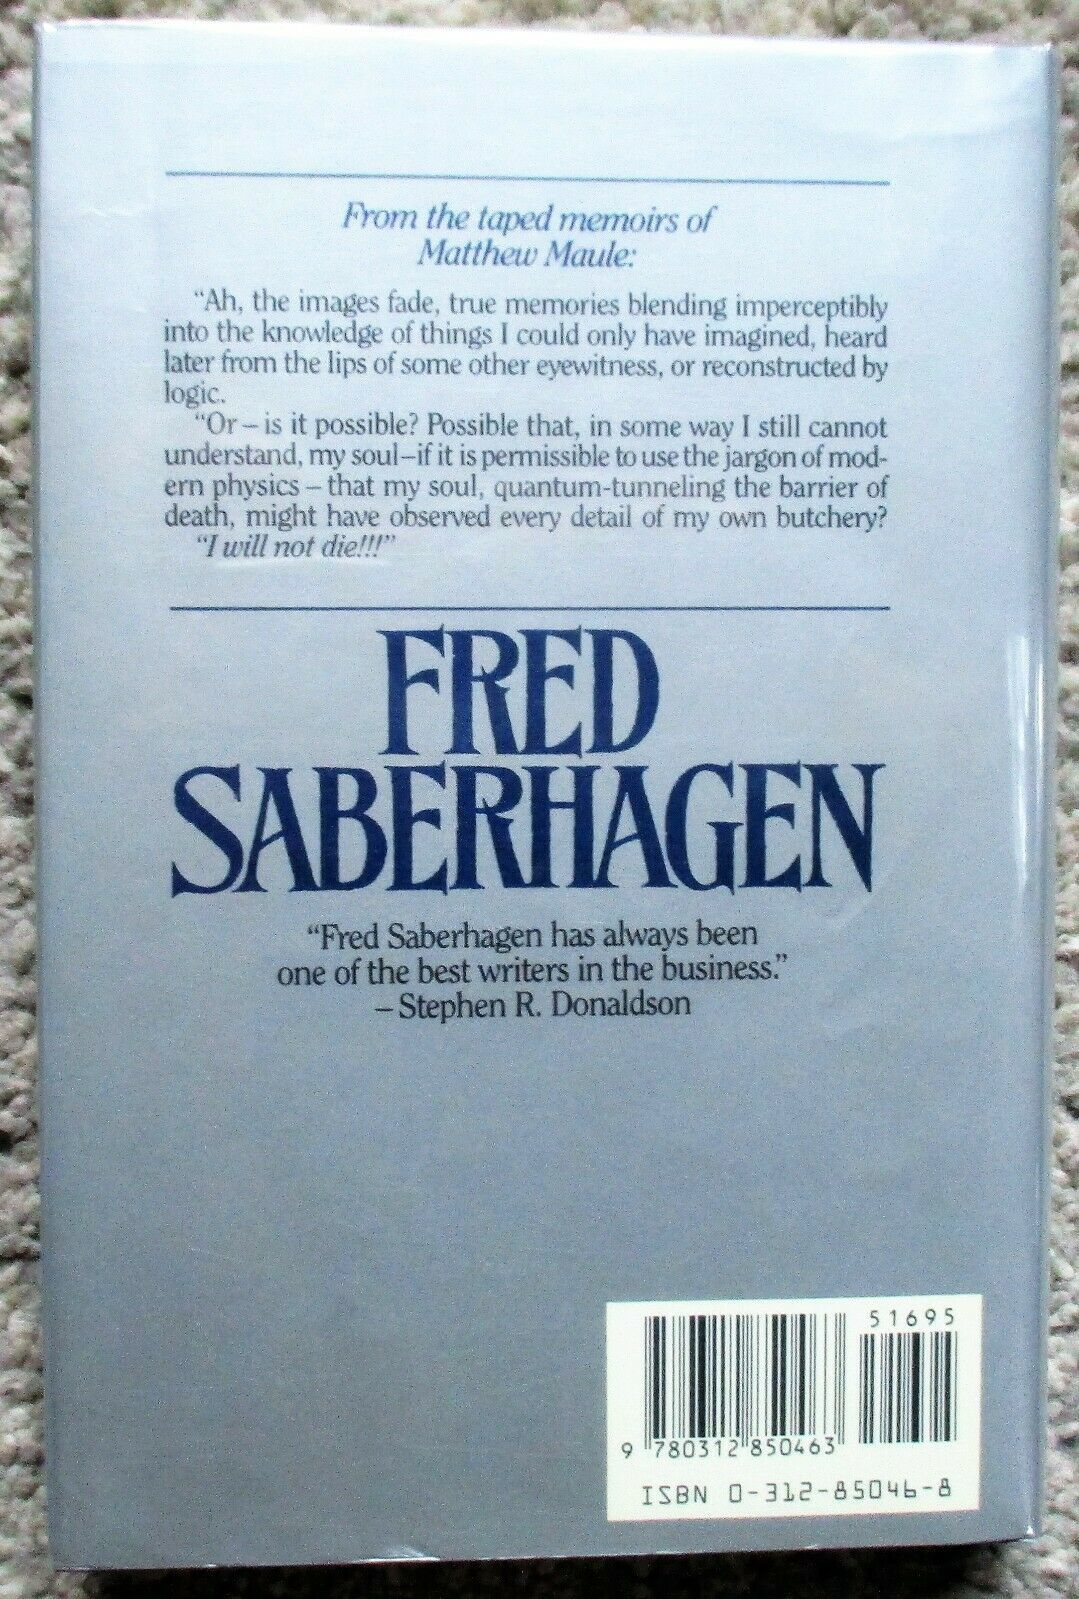 From the taped memoirs of
Matthew Maule:
“Ah, the images fade, true memories blending imperceptibly
into the knowledge of things I could only have imagined, heard
later from the lips of some other eyewitness, or reconstructed by
logic.
“Or – is it possible? Possible that, in some way I still cannot
understand, my soul – if it is permissible to use the jargon of mod-
ern physics – that my soul, quantum-tunneling the barrier of
death, might have observed every detail of my own butchery?
“I will not die!!!”
FRED
SABERHAGEN
“Fred Saberhagen has always been
one of the best writers in the business.”
– Stephen R. Donaldson
51695
9 780312 850463
ISBN 0-312-85046-8